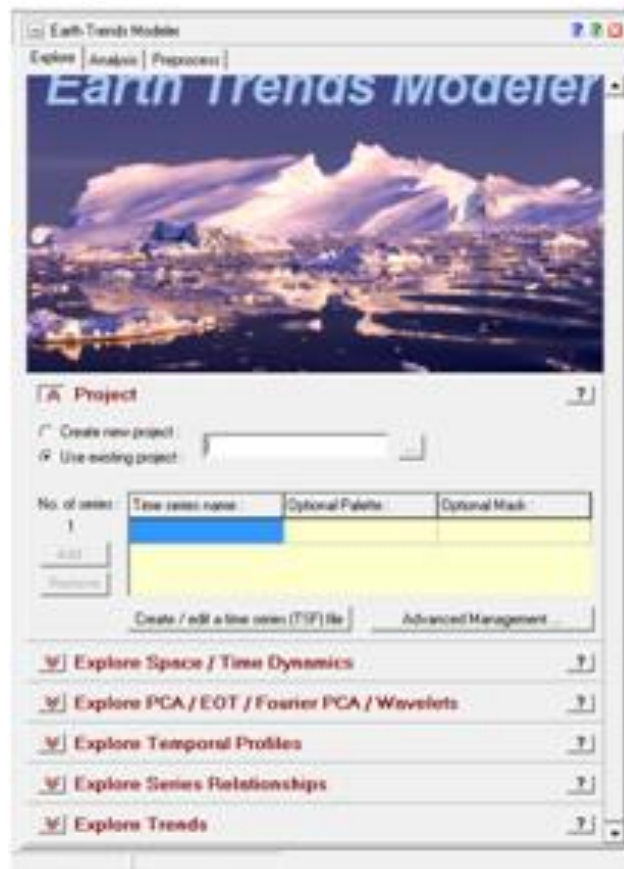 Earth Trends Modeler
Explore Analysis Preprocess
Earth Trends Modeler
Project ?
Create new project :
Use existing project : ...
No. of series : Time series name : Optional Palette : Optional Mask :
1
Add
Remove
Create / edit a time series (TSF) file Advanced Management ...
Explore Space / Time Dynamics ?
Explore PCA / EOT / Fourier PCA / Wavelets ?
Explore Temporal Profiles ?
Explore Series Relationships ?
Explore Trends ?